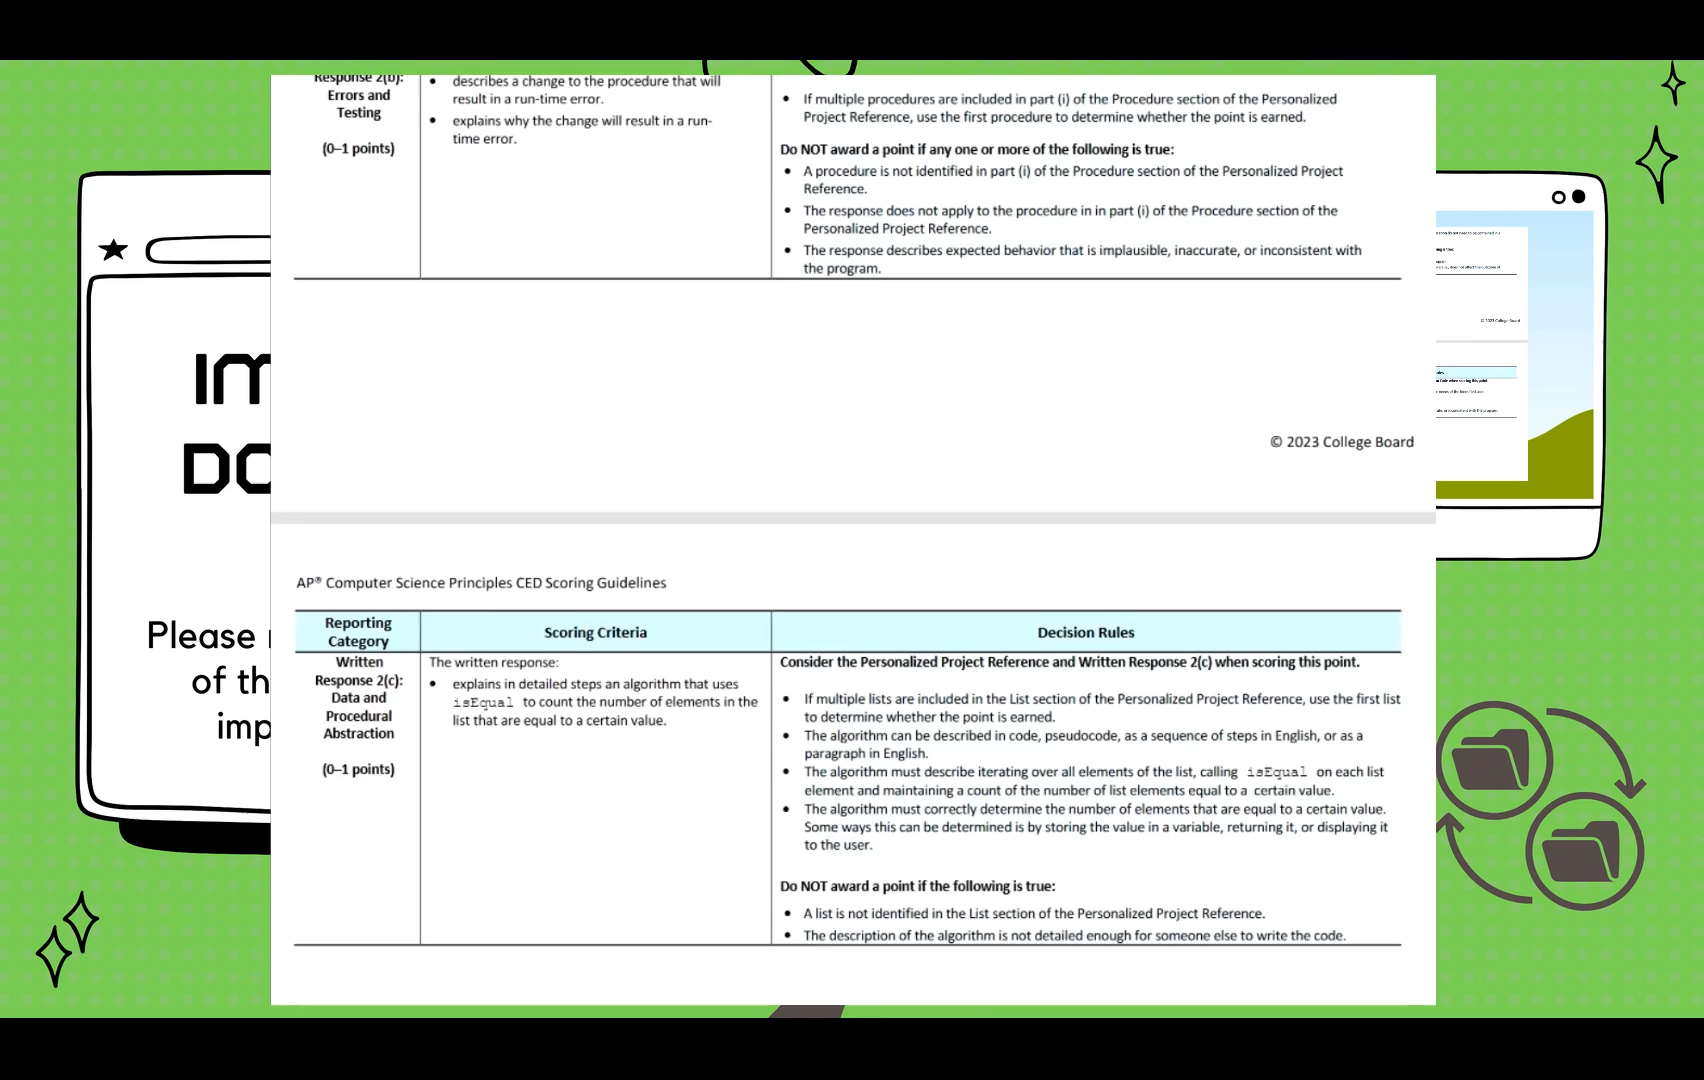 Response 2(b):
Errors and
Testing
(0–1 points)
• describes a change to the procedure that will
result in a run-time error.
• explains why the change will result in a run-
time error.
• If multiple procedures are included in part (i) of the Procedure section of the Personalized
Project Reference, use the first procedure to determine whether the point is earned.
Do NOT award a point if any one or more of the following is true:
• A procedure is not identified in part (i) of the Procedure section of the Personalized Project
Reference.
• The response does not apply to the procedure in in part (i) of the Procedure section of the
Personalized Project Reference.
• The response describes expected behavior that is implausible, inaccurate, or inconsistent with
the program.
© 2023 College Board
AP® Computer Science Principles CED Scoring Guidelines
Reporting
Category
Scoring Criteria
Decision Rules
Written
Response 2(c):
Data and
Procedural
Abstraction
(0–1 points)
The written response:
• explains in detailed steps an algorithm that uses
isEqual to count the number of elements in the
list that are equal to a certain value.
Consider the Personalized Project Reference and Written Response 2(c) when scoring this point.
• If multiple lists are included in the List section of the Personalized Project Reference, use the first list
to determine whether the point is earned.
• The algorithm can be described in code, pseudocode, as a sequence of steps in English, or as a
paragraph in English.
• The algorithm must describe iterating over all elements of the list, calling isEqual on each list
element and maintaining a count of the number of list elements equal to a certain value.
• The algorithm must correctly determine the number of elements that are equal to a certain value.
Some ways this can be determined is by storing the value in a variable, returning it, or displaying it
to the user.
Do NOT award a point if the following is true:
• A list is not identified in the List section of the Personalized Project Reference.
• The description of the algorithm is not detailed enough for someone else to write the code.
IM
DO
Please
of th
imp
© 2023 College Board